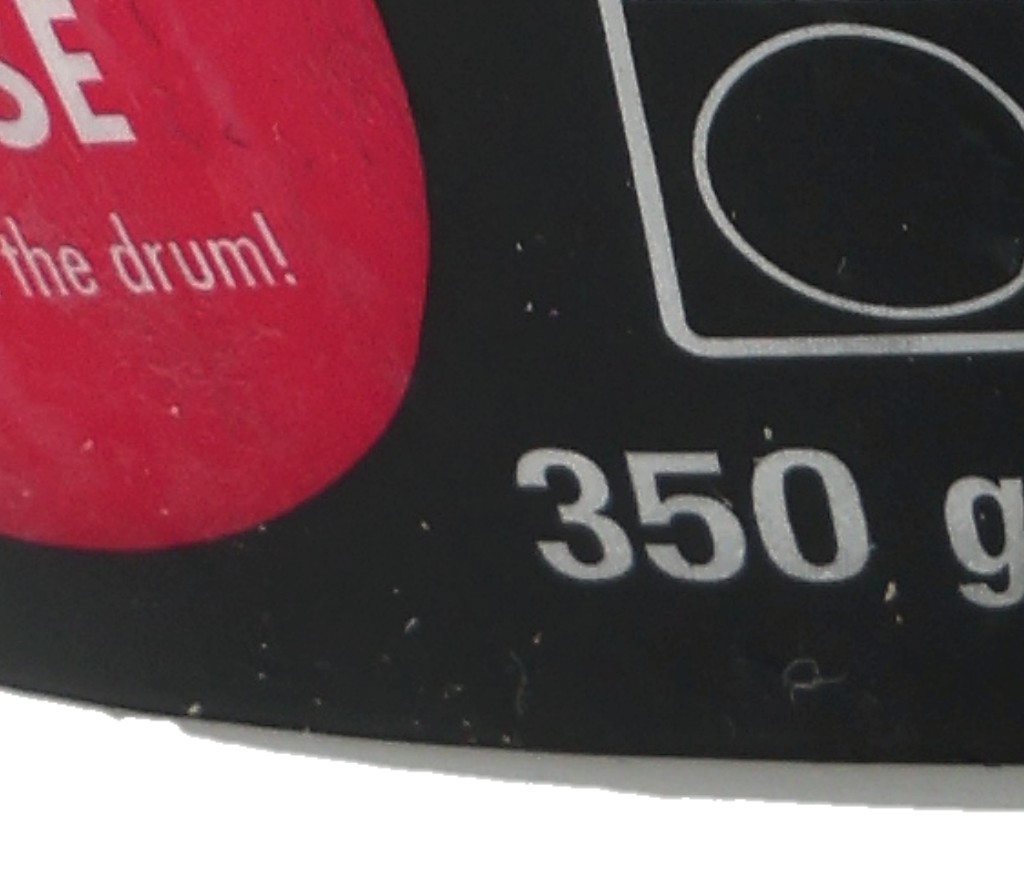 SE
the drum!
350 g